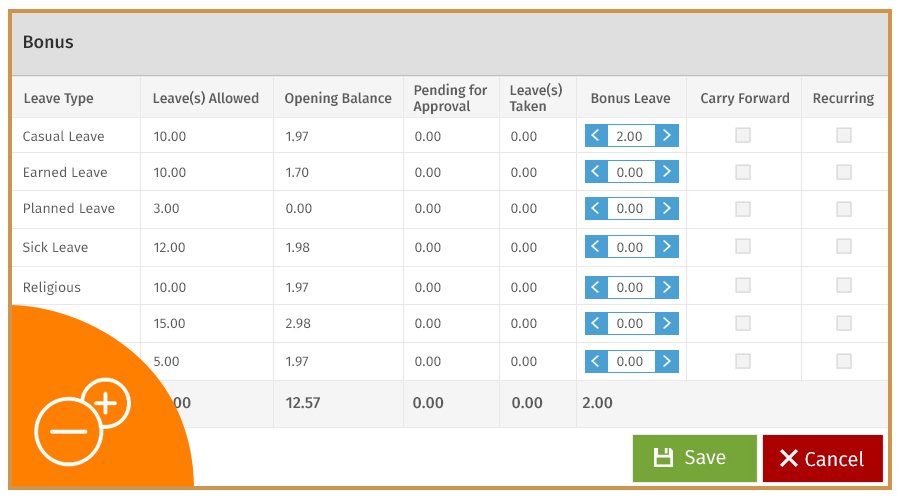 Bonus
Leave Type Leave(s) Allowed Opening Balance Pending for Approval Leave(s) Taken Bonus Leave Carry Forward Recurring
Casual Leave 10.00 1.97 0.00 0.00 2.00
Earned Leave 10.00 1.70 0.00 0.00 0.00
Planned Leave 3.00 0.00 0.00 0.00 0.00
Sick Leave 12.00 1.98 0.00 0.00 0.00
Religious 10.00 1.97 0.00 0.00 0.00
15.00 2.98 0.00 0.00 0.00
5.00 1.97 0.00 0.00 0.00
12.57 0.00 0.00 2.00
Save Cancel